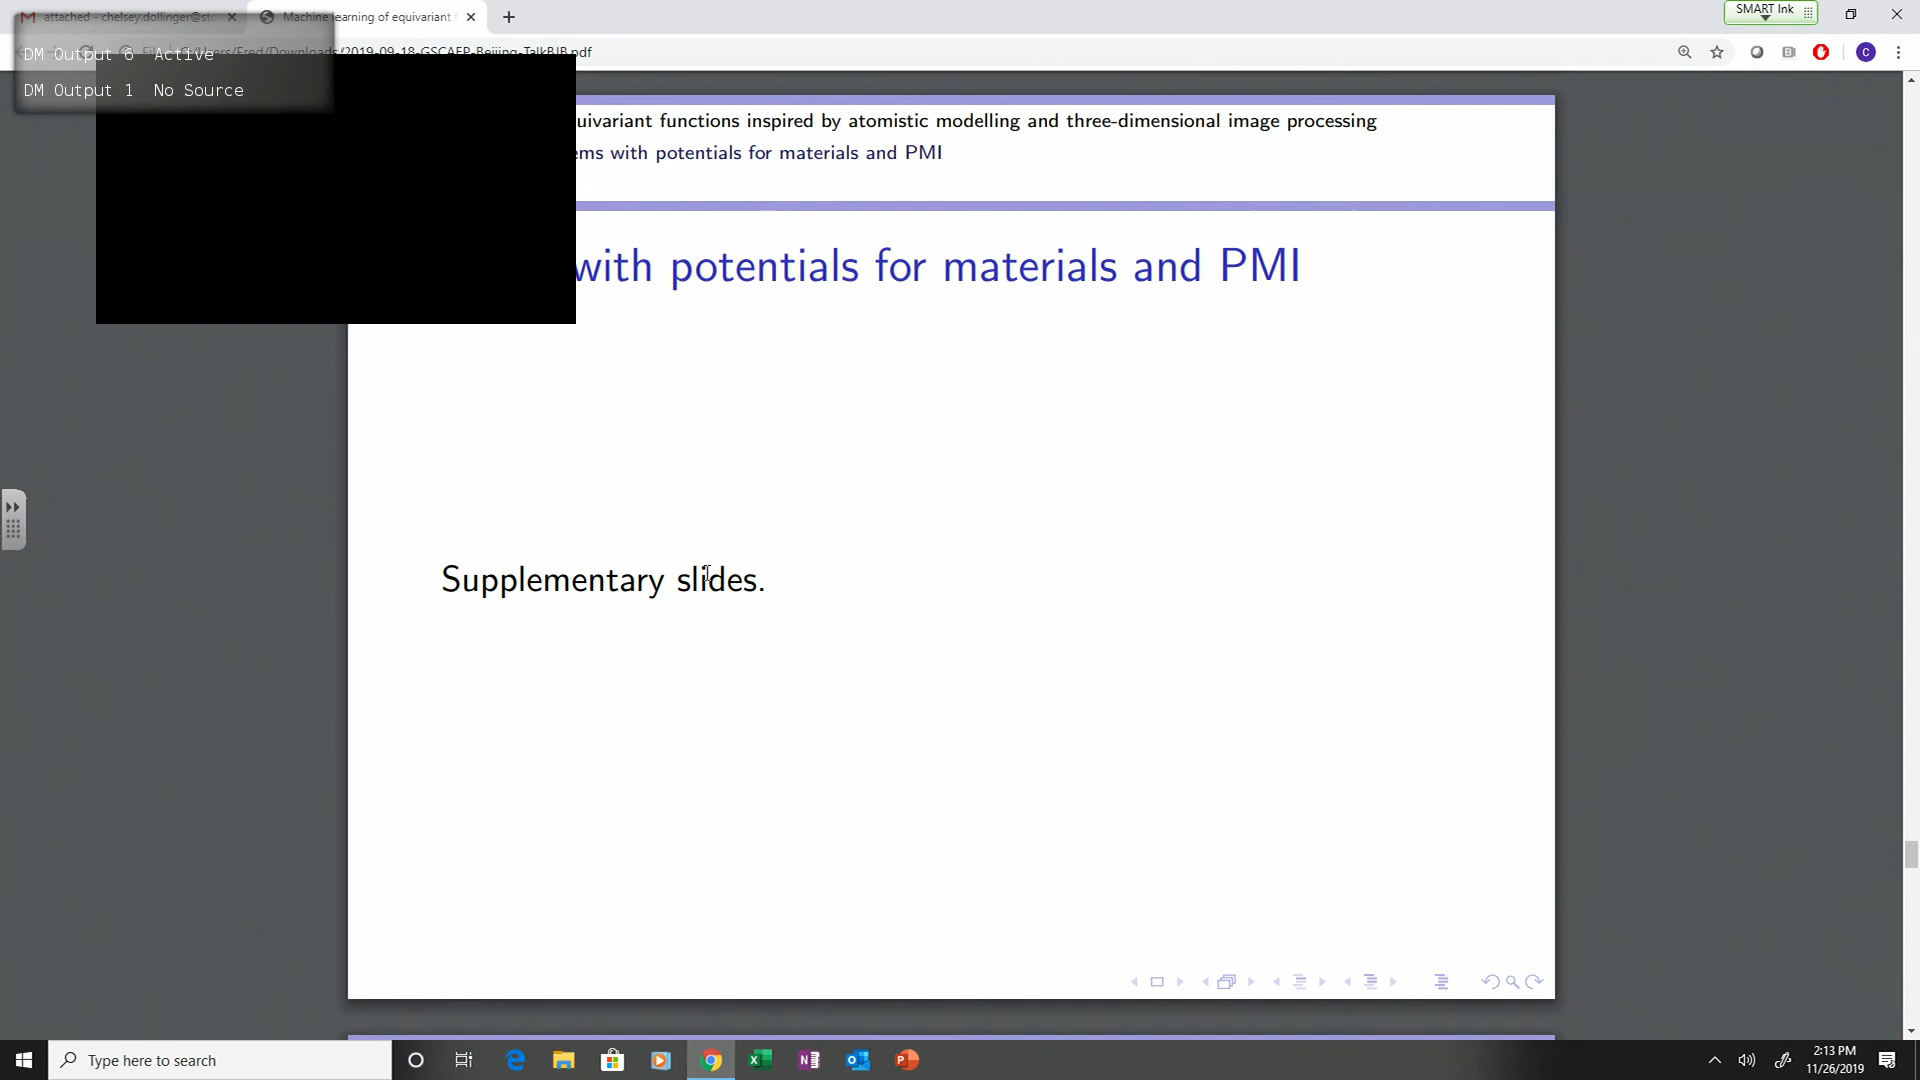 attached - chelsey.dollinger@st
Machine learning of equivariant f
SMART Ink
DM Output 6 Active
/Users/Fred/Downloads/2019-09-18-GSCAEP-Beijing-TalkBJB.pdf
DM Output 1 No Source
uivariant functions inspired by atomistic modelling and three-dimensional image processing
ems with potentials for materials and PMI
with potentials for materials and PMI
Supplementary slides.
Type here to search
2:13 PM
11/26/2019